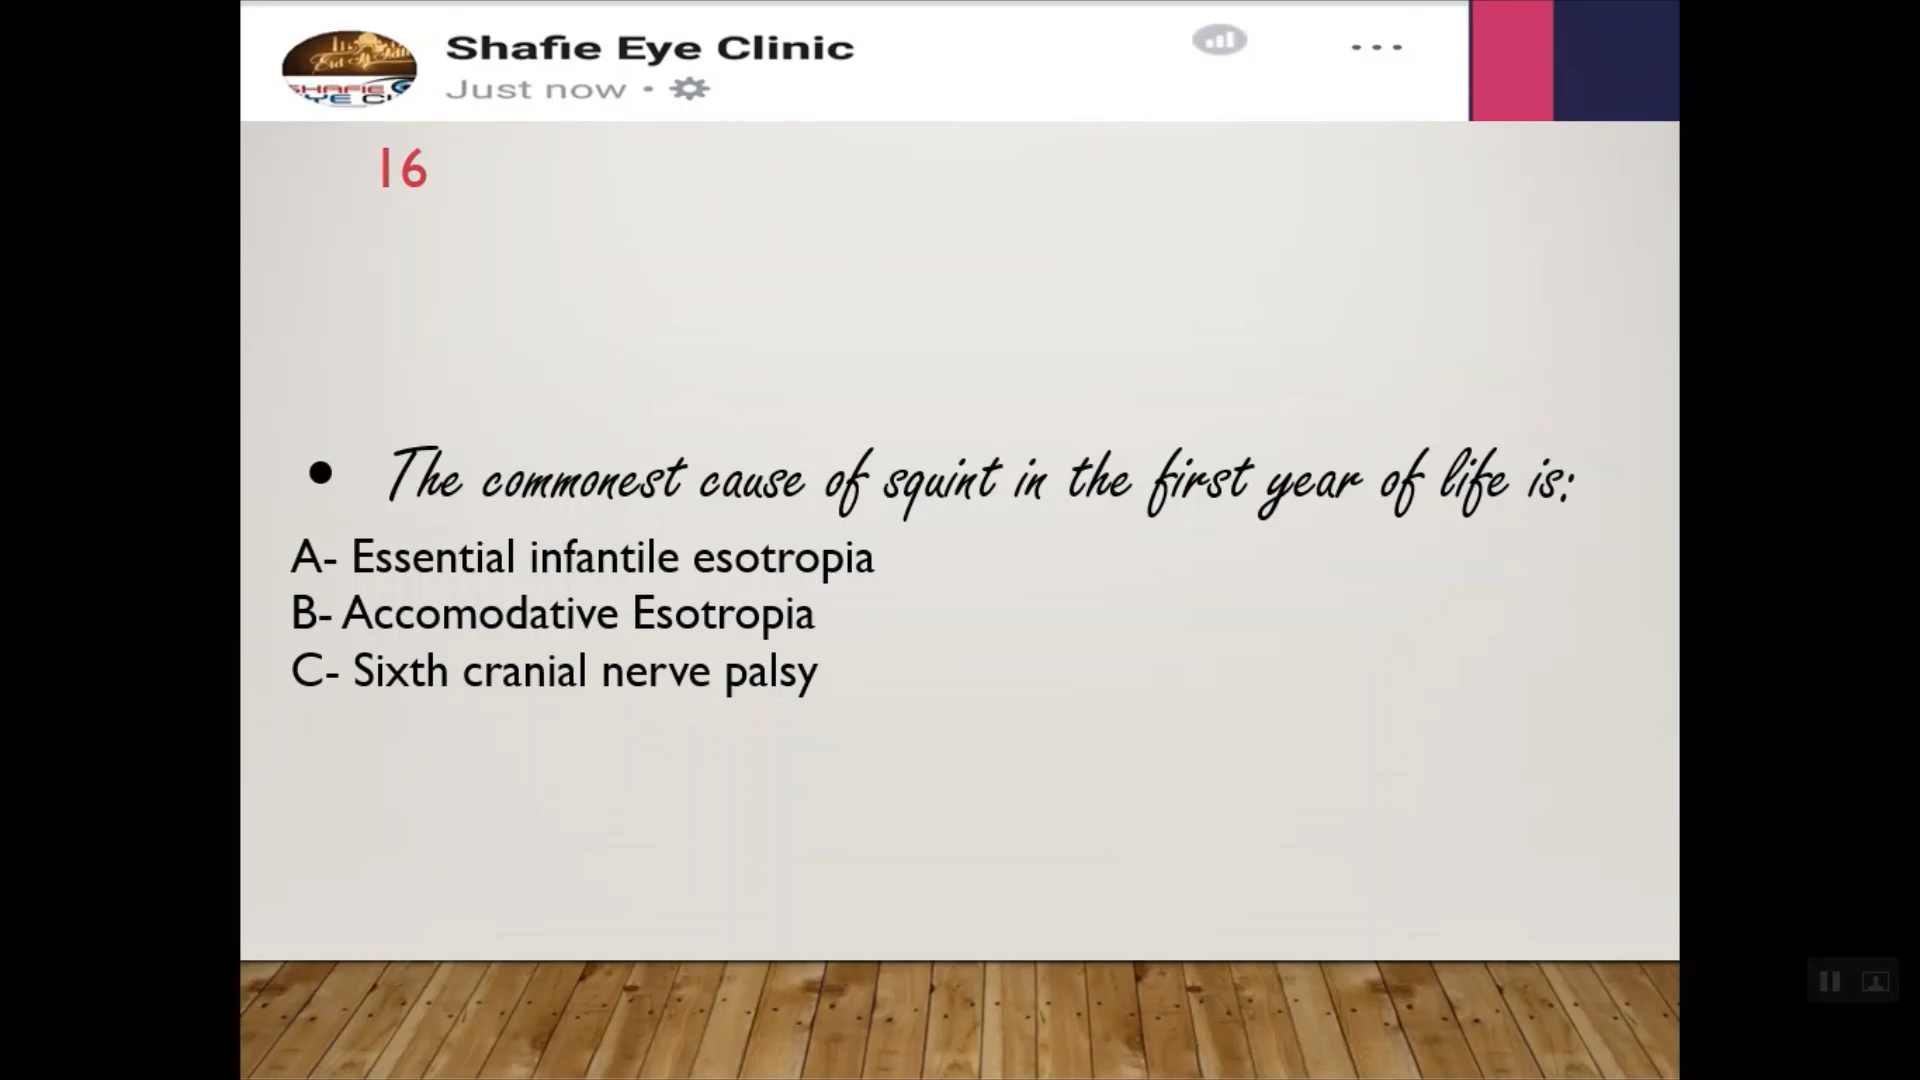 Shafie Eye Clinic
Just now
16
• The commonest cause of squint in the first year of life is:
A- Essential infantile esotropia
B- Accomodative Esotropia
C- Sixth cranial nerve palsy